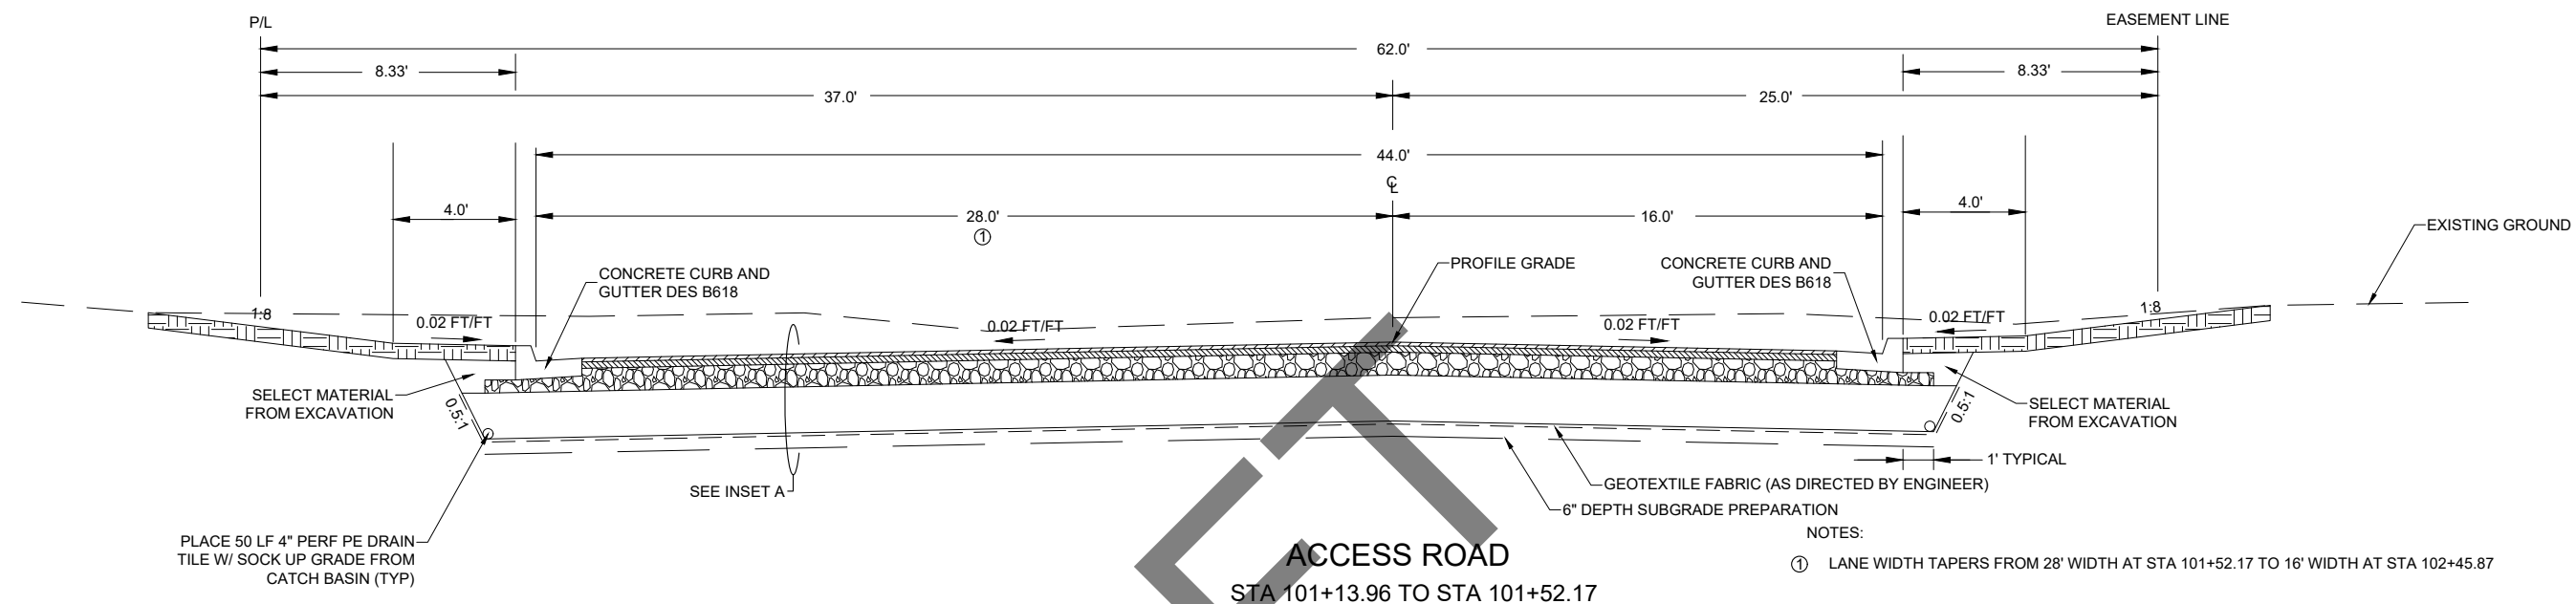 P/L
EASEMENT LINE
62.0'
8.33'
8.33'
37.0'
25.0'
44.0'
℄
4.0'
28.0'
16.0'
4.0'
①
EXISTING GROUND
CONCRETE CURB AND
GUTTER DES B618
PROFILE GRADE
CONCRETE CURB AND
GUTTER DES B618
1:8
0.02 FT/FT
0.02 FT/FT
0.02 FT/FT
0.02 FT/FT
1:8
SELECT MATERIAL
FROM EXCAVATION
0.5:1
0.5:1
SELECT MATERIAL
FROM EXCAVATION
1' TYPICAL
SEE INSET A
GEOTEXTILE FABRIC (AS DIRECTED BY ENGINEER)
6" DEPTH SUBGRADE PREPARATION
PLACE 50 LF 4" PERF PE DRAIN
TILE W/ SOCK UP GRADE FROM
CATCH BASIN (TYP)
ACCESS ROAD
STA 101+13.96 TO STA 101+52.17
NOTES:
① LANE WIDTH TAPERS FROM 28' WIDTH AT STA 101+52.17 TO 16' WIDTH AT STA 102+45.87